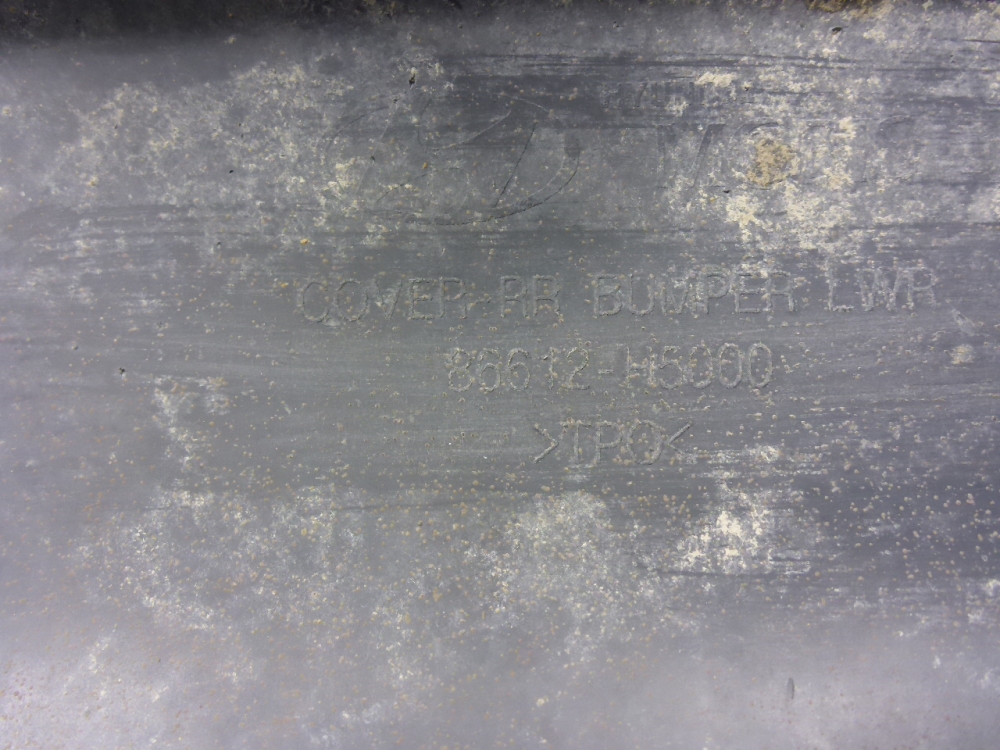 COVER-RR BUMPER LWR
86612-H5000
>TPO<